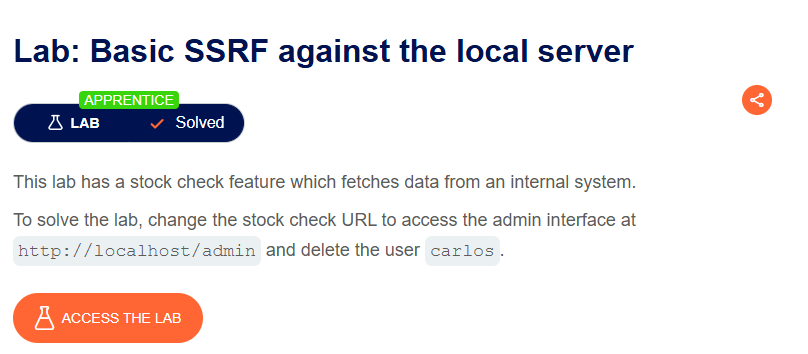 Lab: Basic SSRF against the local server
APPRENTICE
LAB Solved
This lab has a stock check feature which fetches data from an internal system.
To solve the lab, change the stock check URL to access the admin interface at
http://localhost/admin and delete the user carlos.
ACCESS THE LAB